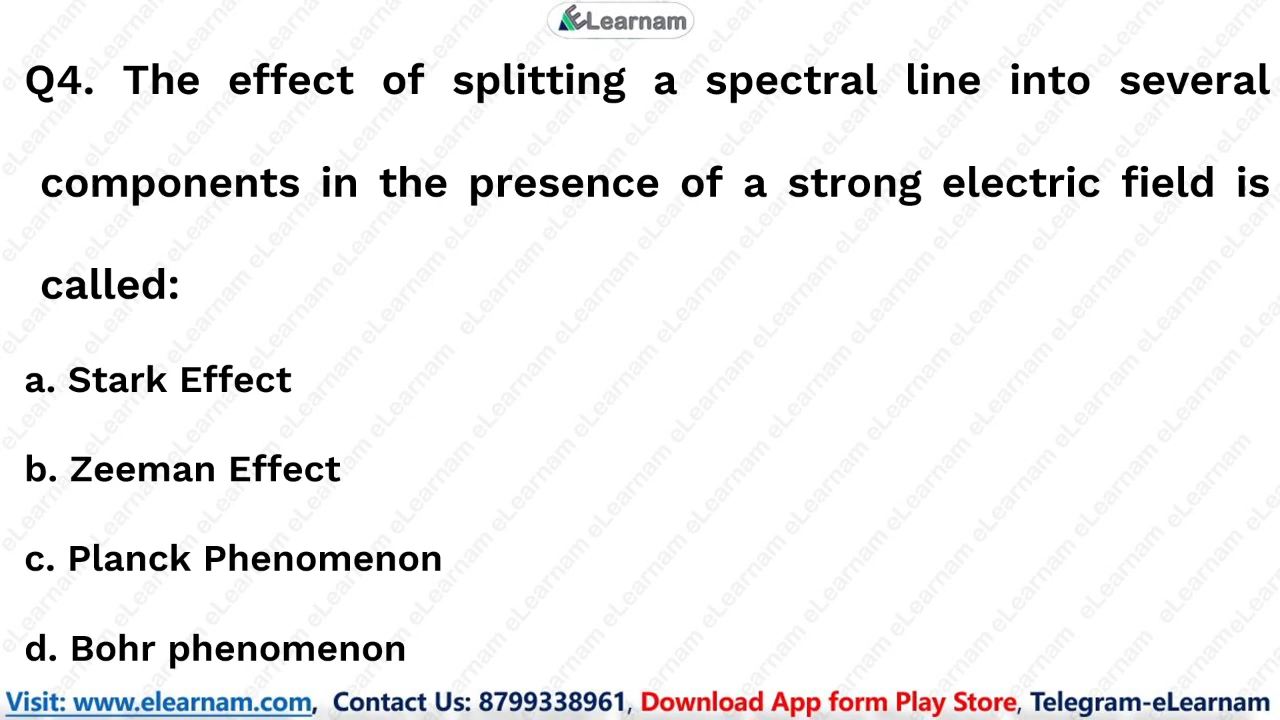 ELearnam
Q4. The effect of splitting a spectral line into several
components in the presence of a strong electric field is
called:
a. Stark Effect
b. Zeeman Effect
c. Planck Phenomenon
d. Bohr phenomenon
Visit: www.elearnam.com, Contact Us: 8799338961, Download App form Play Store, Telegram-eLearnam